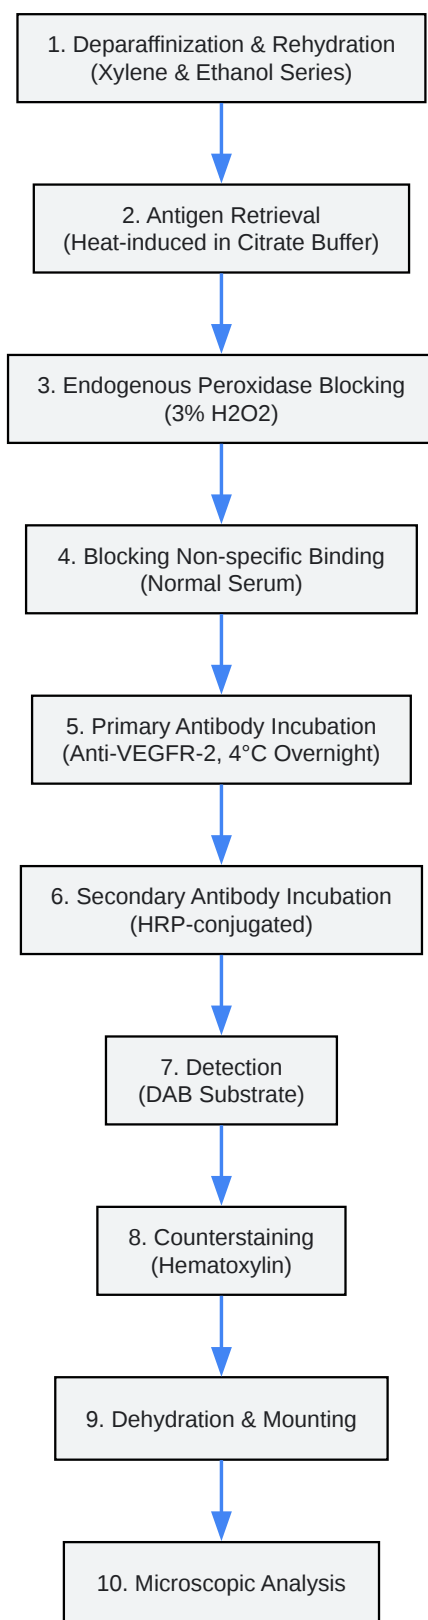 1. Deparaffinization & Rehydration
(Xylene & Ethanol Series)
2. Antigen Retrieval
(Heat-induced in Citrate Buffer)
3. Endogenous Peroxidase Blocking
(3% H2O2)
4. Blocking Non-specific Binding
(Normal Serum)
5. Primary Antibody Incubation
(Anti-VEGFR-2, 4°C Overnight)
6. Secondary Antibody Incubation
(HRP-conjugated)
7. Detection
(DAB Substrate)
8. Counterstaining
(Hematoxylin)
9. Dehydration & Mounting
10. Microscopic Analysis